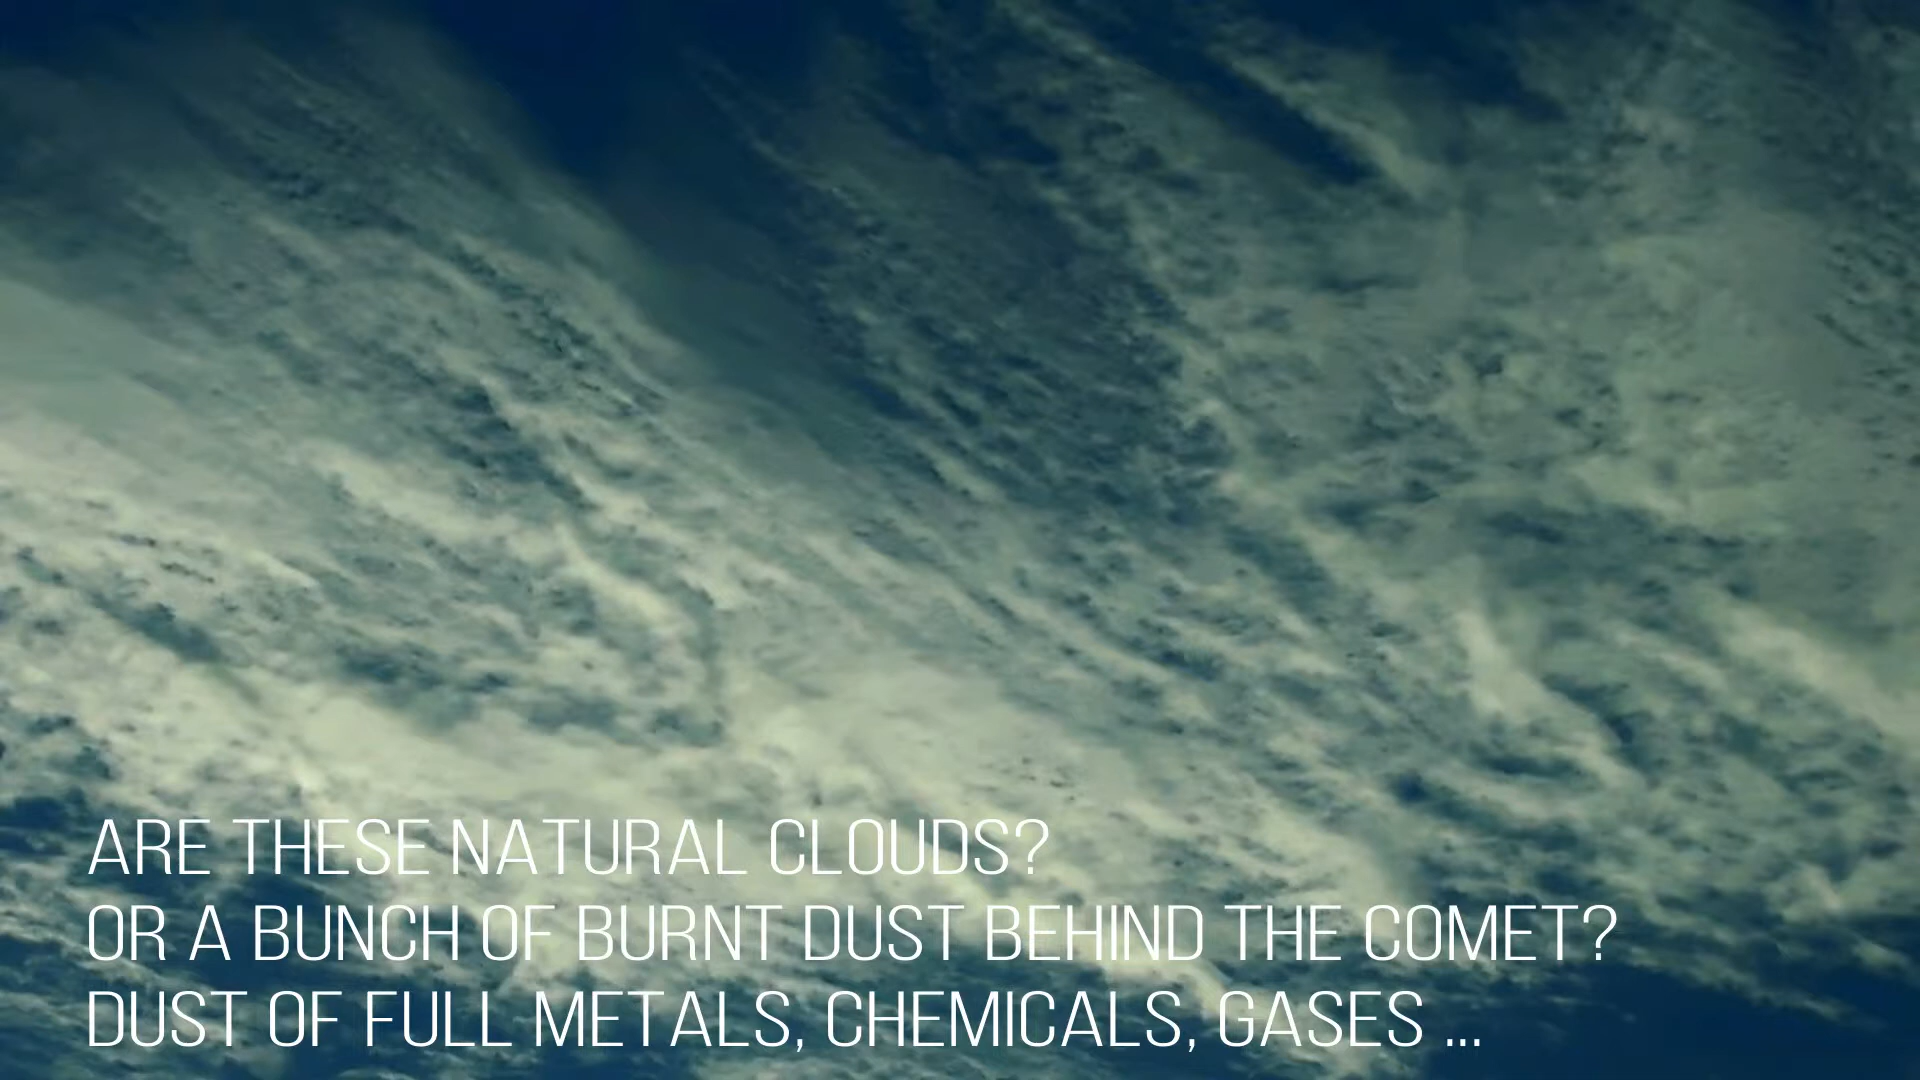 ARE THESE NATURAL CLOUDS?
OR A BUNCH OF BURNT DUST BEHIND THE COMET?
DUST OF FULL METALS, CHEMICALS, GASES ...